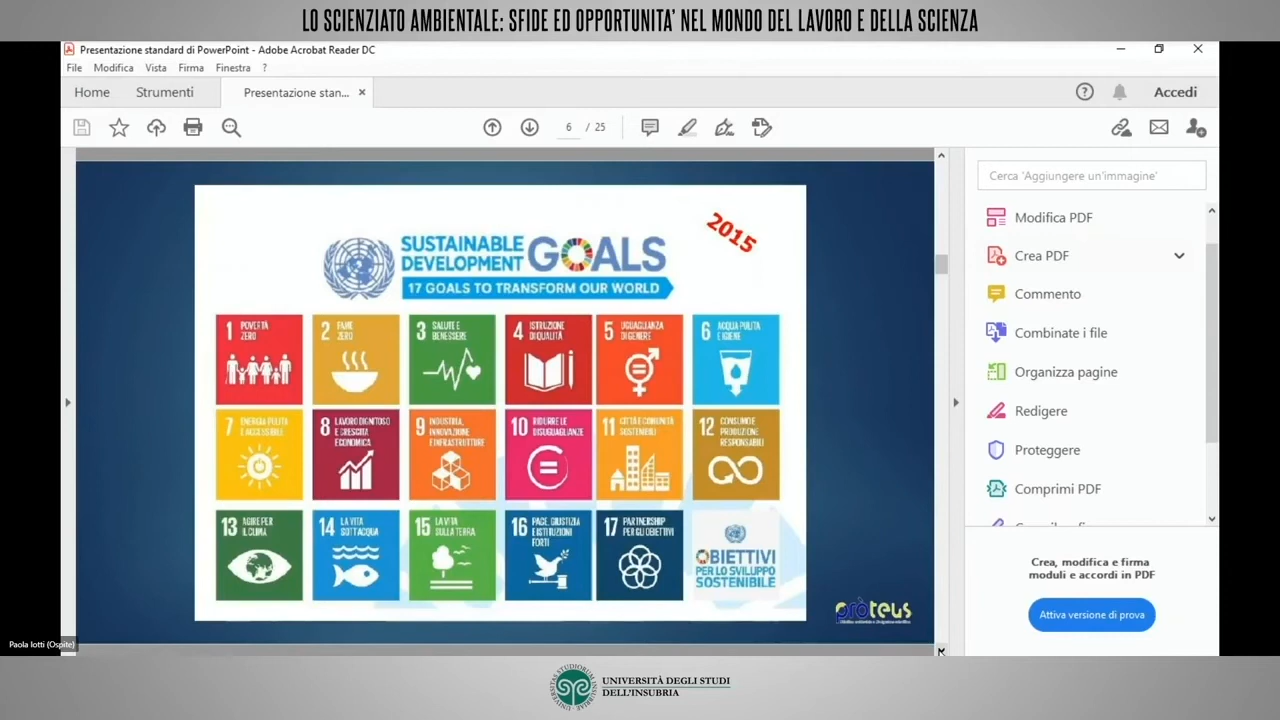 LO SCIENZIATO AMBIENTALE: SFIDE ED OPPORTUNITA' NEL MONDO DEL LAVORO E DELLA SCIENZA
Presentazione standard di PowerPoint - Adobe Acrobat Reader DC
File Modifica Vista Firma Finestra ?
Home Strumenti Presentazione stan... × Accedi
6 / 25
Cerca 'Aggiungere un'immagine'
Modifica PDF
Crea PDF
Commento
Combinate i file
Organizza pagine
Redigere
Proteggere
Comprimi PDF
Crea, modifica e firma
moduli e accordi in PDF
Attiva versione di prova
2015
SUSTAINABLE
DEVELOPMENT
GOALS
17 GOALS TO TRANSFORM OUR WORLD
1 POVERTÀ
ZERO
2 FAME
ZERO
3 SALUTE E
BENESSERE
4 ISTRUZIONE
DI QUALITÀ
5 UGUAGLIANZA
DI GENERE
6 ACQUA PULITA
E IGIENE
7 ENERGIA PULITA
E ACCESSIBILE
8 LAVORO DIGNITOSO
E CRESCITA
ECONOMICA
9 INDUSTRIA,
INNOVAZIONE
E INFRASTRUTTURE
10 RIDURRE LE
DISUGUAGLIANZE
11 CITTÀ E COMUNITÀ
SOSTENIBILI
12 CONSUMO E
PRODUZIONE
RESPONSABILI
13 AGIRE PER
IL CLIMA
14 LA VITA
SOTT'ACQUA
15 LA VITA
SULLA TERRA
16 PACE, GIUSTIZIA
E ISTITUZIONI
FORTI
17 PARTNERSHIP
PER GLI OBIETTIVI
OBIETTIVI
PER LO SVILUPPO
SOSTENIBILE
pròteus
Paola Iotti (Ospite)
UNIVERSITÀ DEGLI STUDI
DELL'INSUBRIA